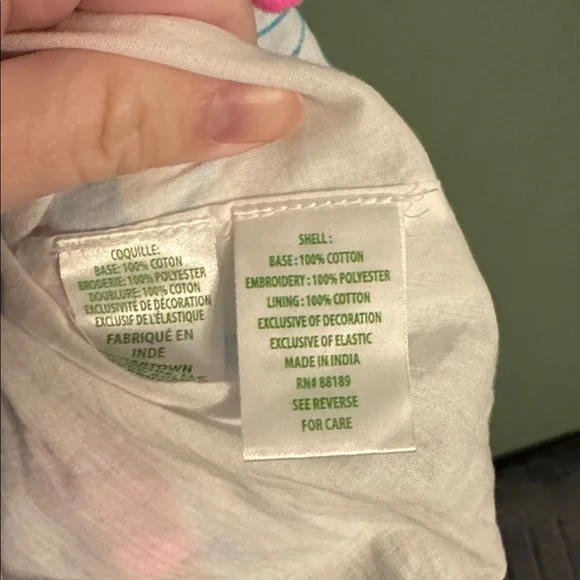 COQUILLE:
BASE: 100% COTON
BRODERIE: 100% POLYESTER
DOUBLURE: 100% COTON
EXCLUSIVITÉ DE DÉCORATION
EXCLUSIF DE L'ÉLASTIQUE
FABRIQUÉ EN
INDE
SHELL :
BASE : 100% COTTON
EMBROIDERY : 100% POLYESTER
LINING : 100% COTTON
EXCLUSIVE OF DECORATION
EXCLUSIVE OF ELASTIC
MADE IN INDIA
RN# 88189
SEE REVERSE
FOR CARE